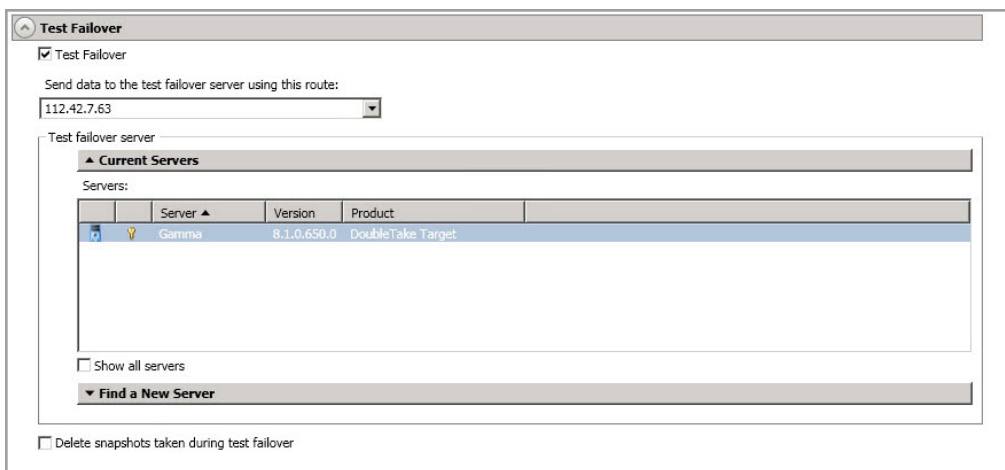 Test Failover
Test Failover
Send data to the test failover server using this route:
112.42.7.63
Test failover server
Current Servers
Servers:
Server Version Product
Gamma 8.1.0.650.0 DoubleTake Target
Show all servers
Find a New Server
Delete snapshots taken during test failover